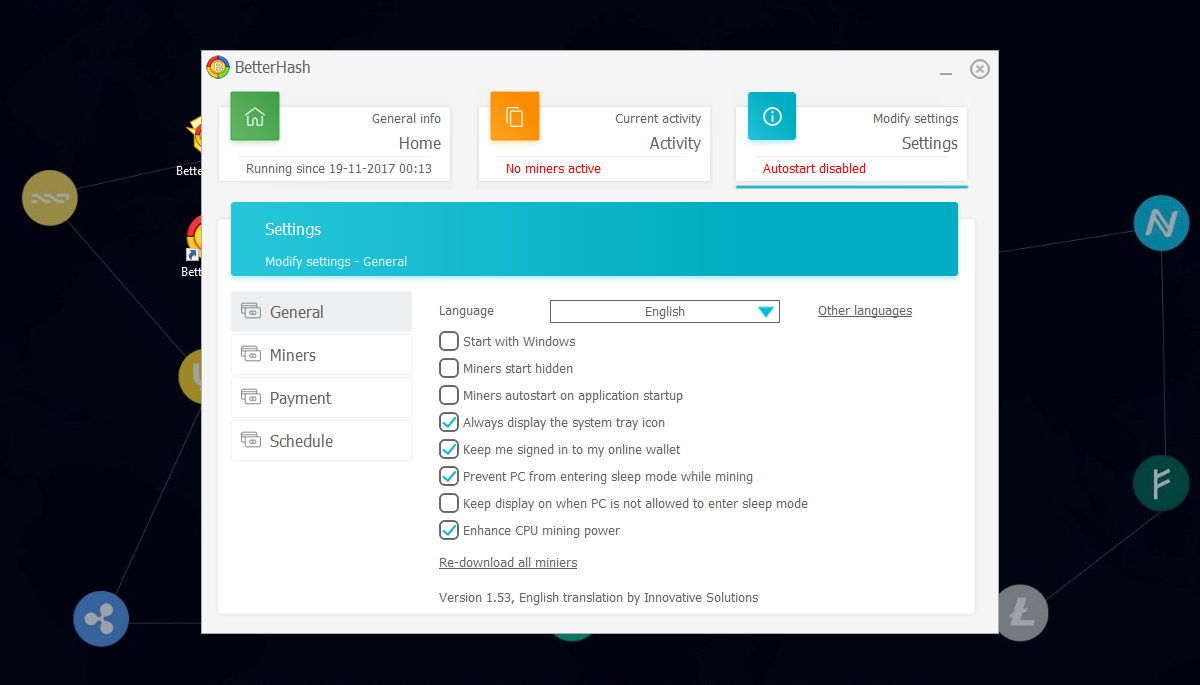 BetterHash
General info
Home
Running since 19-11-2017 00:13
Current activity
Activity
No miners active
Modify settings
Settings
Autostart disabled
Bette
Bett
Settings
Modify settings - General
General
Miners
Payment
Schedule
Language
English
Other languages
Start with Windows
Miners start hidden
Miners autostart on application startup
Always display the system tray icon
Keep me signed in to my online wallet
Prevent PC from entering sleep mode while mining
Keep display on when PC is not allowed to enter sleep mode
Enhance CPU mining power
Re-download all miniers
Version 1.53, English translation by Innovative Solutions